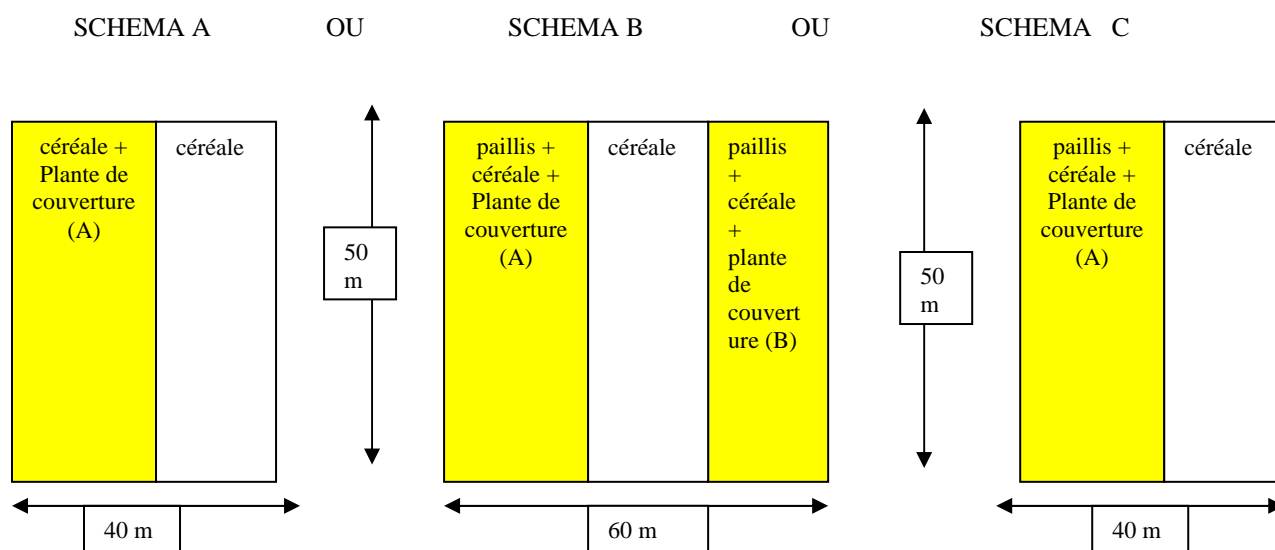 SCHEMA A OU SCHEMA B OU SCHEMA C
céréale +
Plante de
couverture
(A)
céréale
50
m
paillis +
céréale +
Plante de
couverture
(A)
céréale
paillis
+
céréale
+
plante
de
couvert
ure (B)
50
m
paillis +
céréale +
Plante de
couverture
(A)
céréale
40 m
60 m
40 m